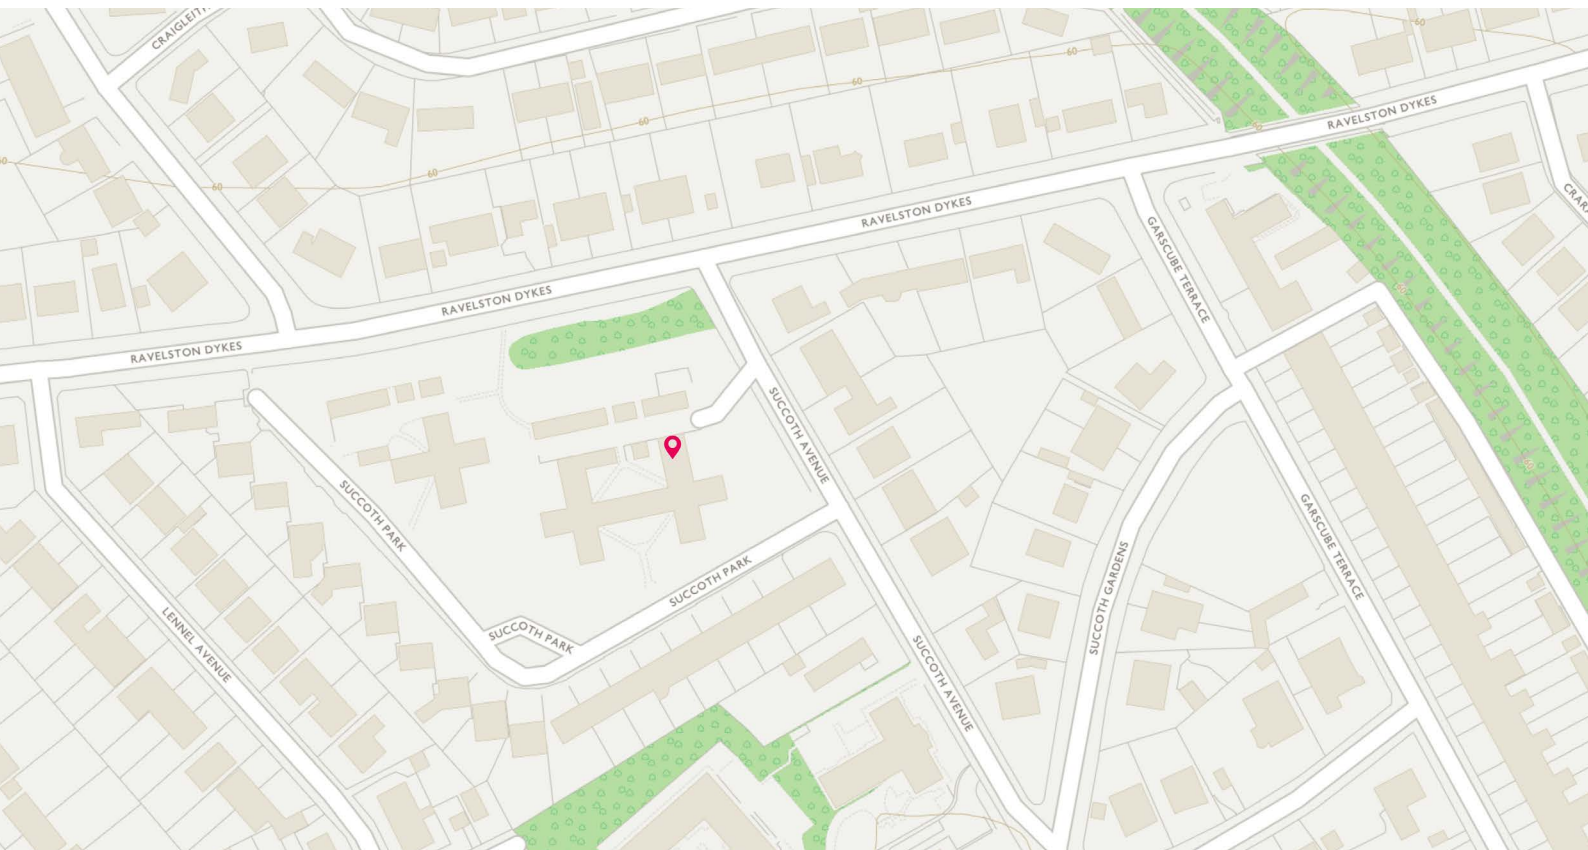 60
60
60
RAVELSTON DYKES
60
60
60
RAVELSTON DYKES
GARSCUBE TERRACE
RAVELSTON DYKES
RAVELSTON DYKES
SUCCOTH AVENUE
SUCCOTH PARK
GARSCUBE TERRACE
SUCCOTH GARDENS
SUCCOTH PARK
LENNEL AVENUE
SUCCOTH PARK
SUCCOTH AVENUE